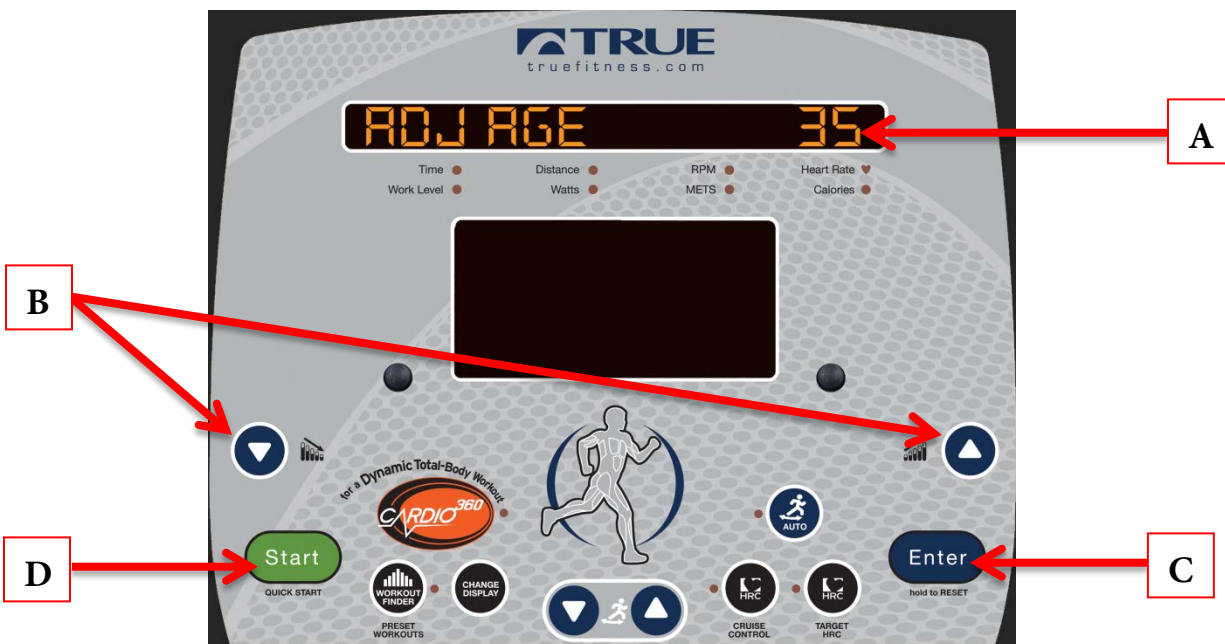 TRUE
truefitness.com
ADJ AGE 35
A
Time Distance RPM Heart Rate
Work Level Watts METS Calories
B
for a Dynamic Total-Body Workout
CARDIO 360
AUTO
Start
Enter
D
C
QUICK START
WORKOUT FINDER
CHANGE DISPLAY
HRC
HRC
hold to RESET
PRESET WORKOUTS
CRUISE CONTROL
TARGET HRC